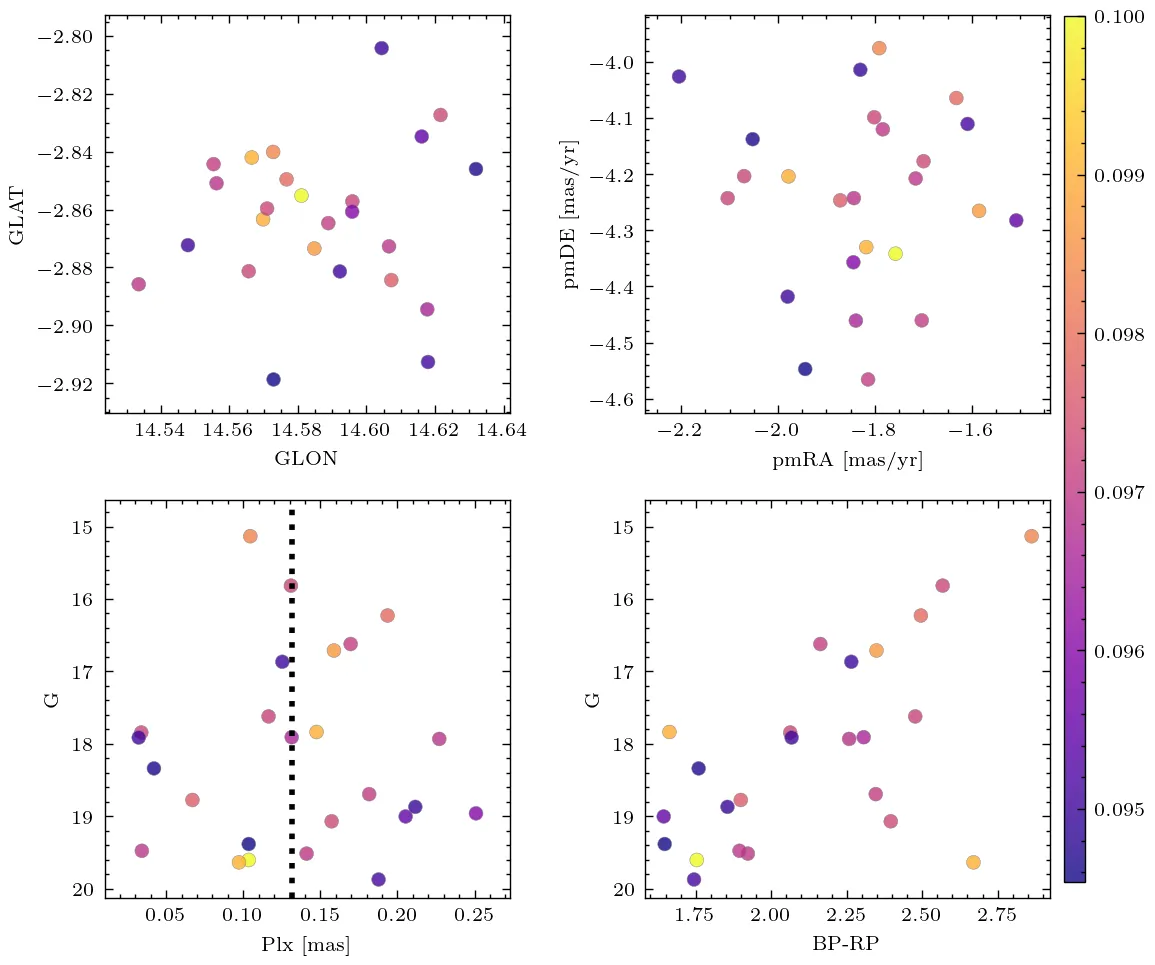 −2.80
−2.82
−2.84
−2.86
−2.88
−2.90
−2.92
GLAT
14.54 14.56 14.58 14.60 14.62 14.64
GLON
−4.0
−4.1
−4.2
−4.3
−4.4
−4.5
−4.6
pmDE [mas/yr]
−2.2 −2.0 −1.8 −1.6
pmRA [mas/yr]
0.100
0.099
0.098
0.097
0.096
0.095
15
16
17
18
19
20
G
0.05 0.10 0.15 0.20 0.25
Plx [mas]
15
16
17
18
19
20
G
1.75 2.00 2.25 2.50 2.75
BP-RP